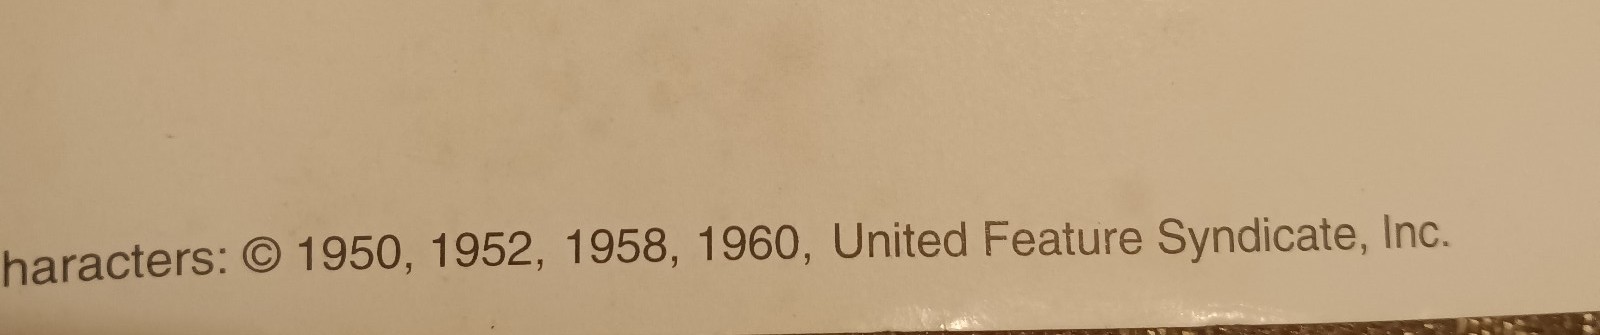 haracters: © 1950, 1952, 1958, 1960, United Feature Syndicate, Inc.